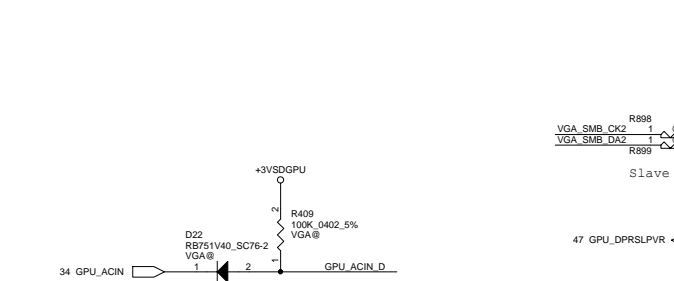 R898
VGA_SMB_CK2 1
VGA_SMB_DA2 1
R899
Slave
+3VSDGPU
2
R409
100K_0402_5%
VGA@
1
D22
RB751V40_SC76-2
VGA@
34 GPU_ACIN 1 2 GPU_ACIN_D
47 GPU_DPRSLPVR